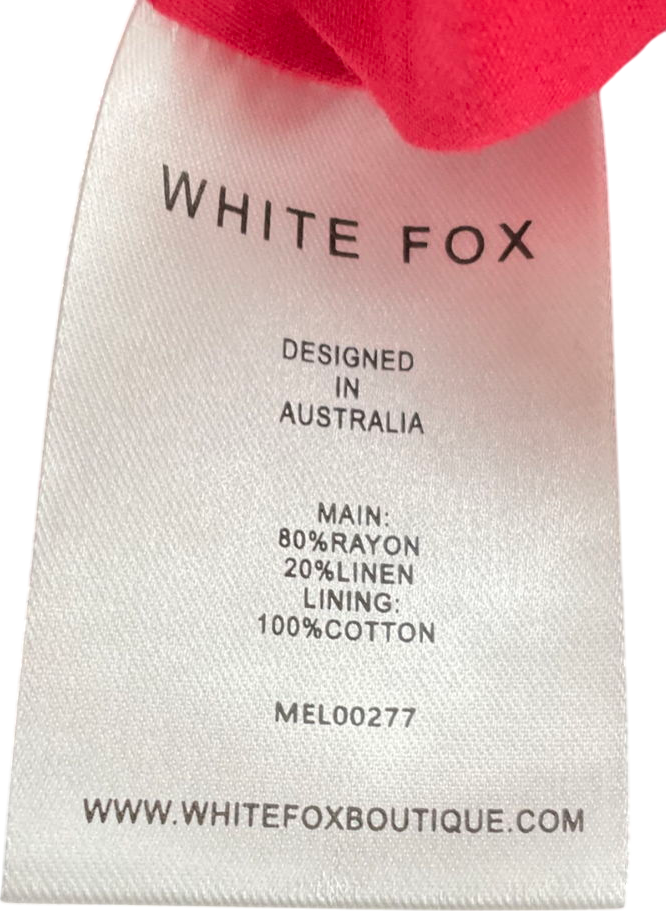 WHITE FOX
DESIGNED
IN
AUSTRALIA
MAIN:
80%RAYON
20%LINEN
LINING:
100%COTTON
MEL00277
WWW.WHITEFOXBOUTIQUE.COM